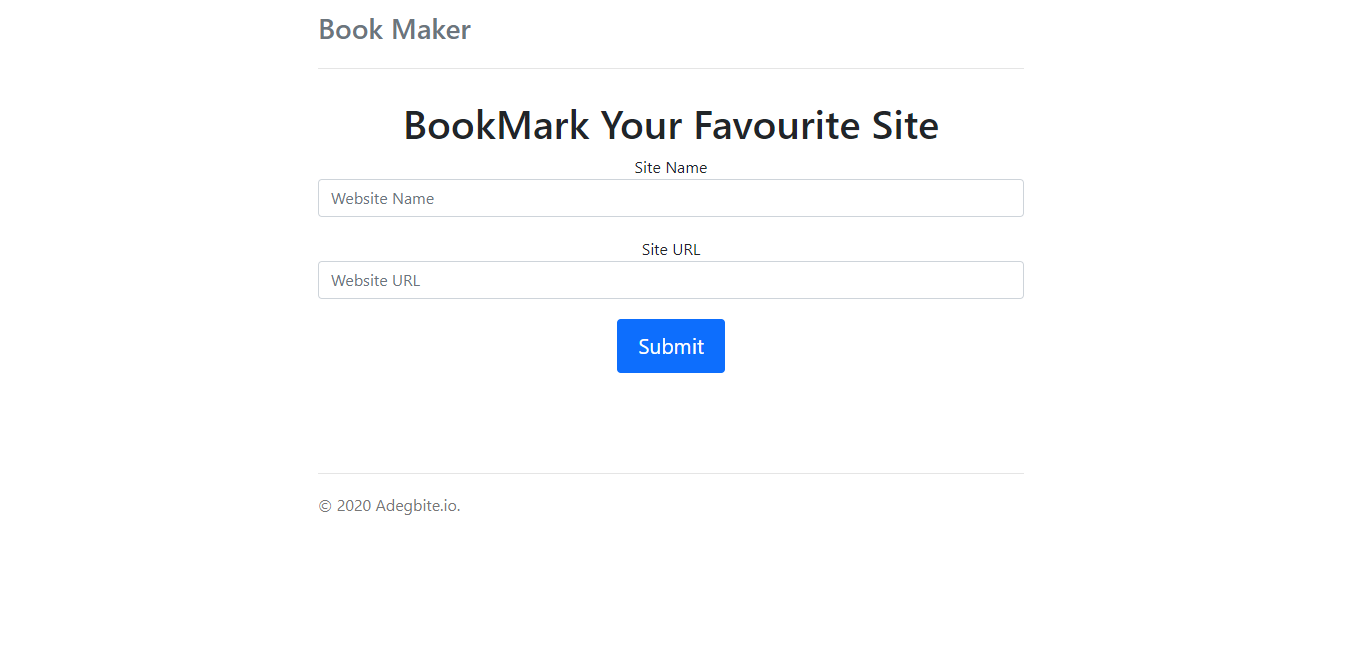 Book Maker
BookMark Your Favourite Site
Site Name
Website Name
Site URL
Website URL
Submit
© 2020 Adegbite.io.